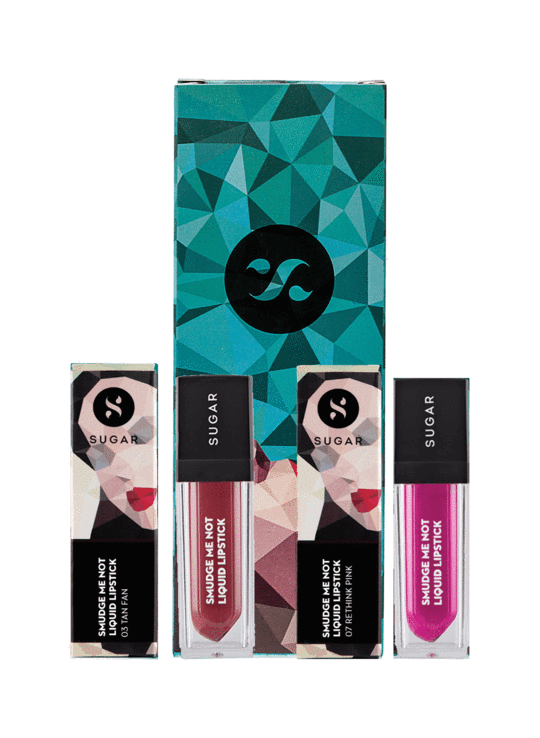 SUGAR
SMUDGE ME NOT
LIQUID LIPSTICK
03 TAN FAN
SUGAR
SMUDGE ME NOT
LIQUID LIPSTICK
SUGAR
SMUDGE ME NOT
LIQUID LIPSTICK
07 RETHINK PINK
SUGAR
SMUDGE ME NOT
LIQUID LIPSTICK